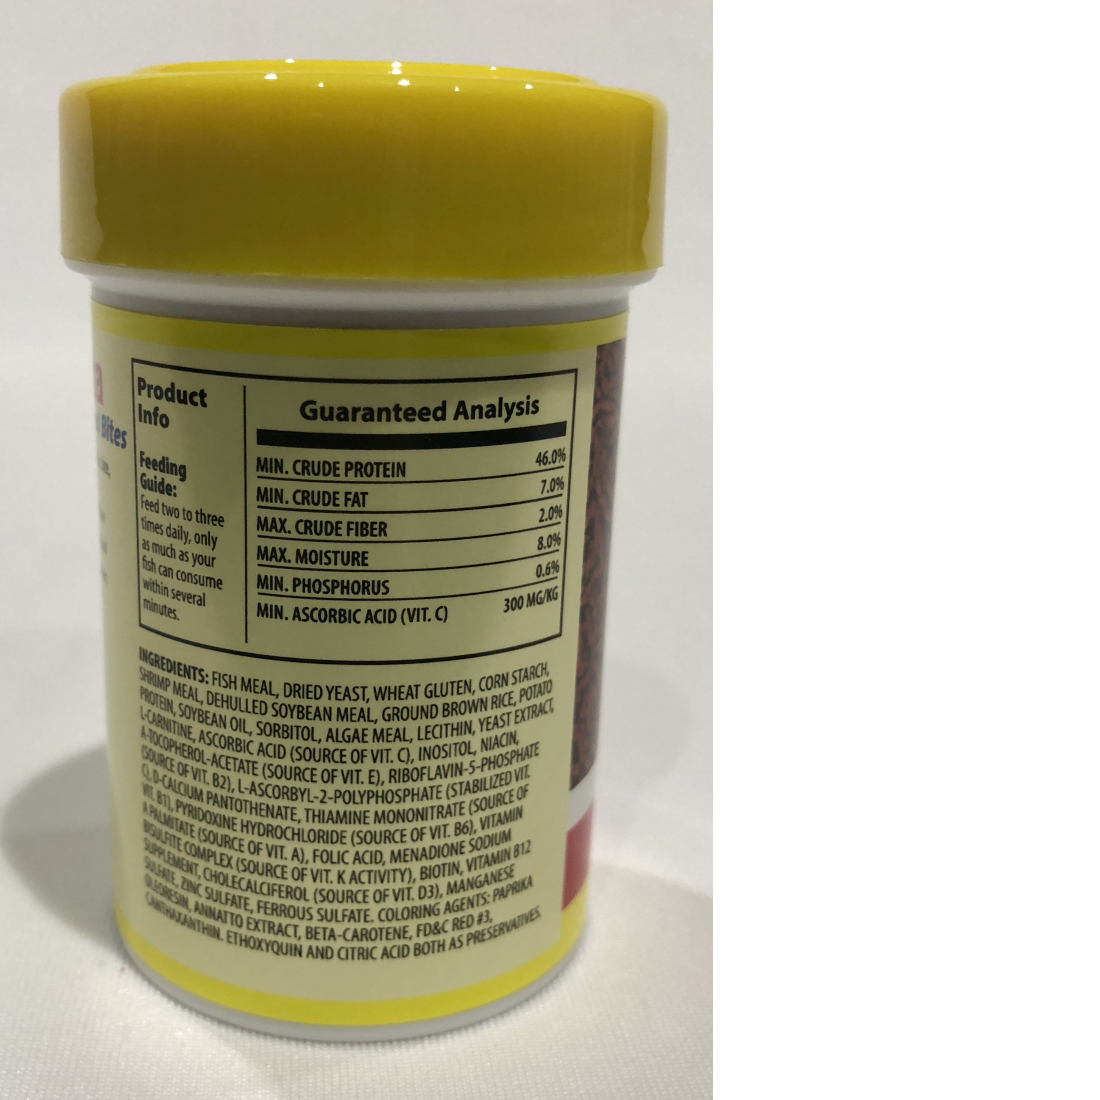 a
Bites
Product
Info
Feeding
Guide:
Feed two to three
times daily, only
as much as your
fish can consume
within several
minutes.
Guaranteed Analysis
MIN. CRUDE PROTEIN 46.0%
MIN. CRUDE FAT 7.0%
MAX. CRUDE FIBER 2.0%
MAX. MOISTURE 8.0%
MIN. PHOSPHORUS 0.6%
MIN. ASCORBIC ACID (VIT. C) 300 MG/KG
INGREDIENTS: FISH MEAL, DRIED YEAST, WHEAT GLUTEN, CORN STARCH,
SHRIMP MEAL, DEHULLED SOYBEAN MEAL, GROUND BROWN RICE, POTATO
PROTEIN, SOYBEAN OIL, SORBITOL, ALGAE MEAL, LECITHIN, YEAST EXTRACT,
L-CARNITINE, ASCORBIC ACID (SOURCE OF VIT. C), INOSITOL, NIACIN,
A-TOCOPHEROL-ACETATE (SOURCE OF VIT. E), RIBOFLAVIN-5-PHOSPHATE
(SOURCE OF VIT. B2), L-ASCORBYL-2-POLYPHOSPHATE (STABILIZED VIT.
C), D-CALCIUM PANTOTHENATE, THIAMINE MONONITRATE (SOURCE OF
VIT. B1), PYRIDOXINE HYDROCHLORIDE (SOURCE OF VIT. B6), VITAMIN
A PALMITATE (SOURCE OF VIT. A), FOLIC ACID, MENADIONE SODIUM
BISULFITE COMPLEX (SOURCE OF VIT. K ACTIVITY), BIOTIN, VITAMIN B12
SUPPLEMENT, CHOLECALCIFEROL (SOURCE OF VIT. D3), MANGANESE
SULFATE, ZINC SULFATE, FERROUS SULFATE. COLORING AGENTS: PAPRIKA
OLEORESIN, ANNATTO EXTRACT, BETA-CAROTENE, FD&C RED #3,
CANTHAXANTHIN. ETHOXYQUIN AND CITRIC ACID BOTH AS PRESERVATIVES.